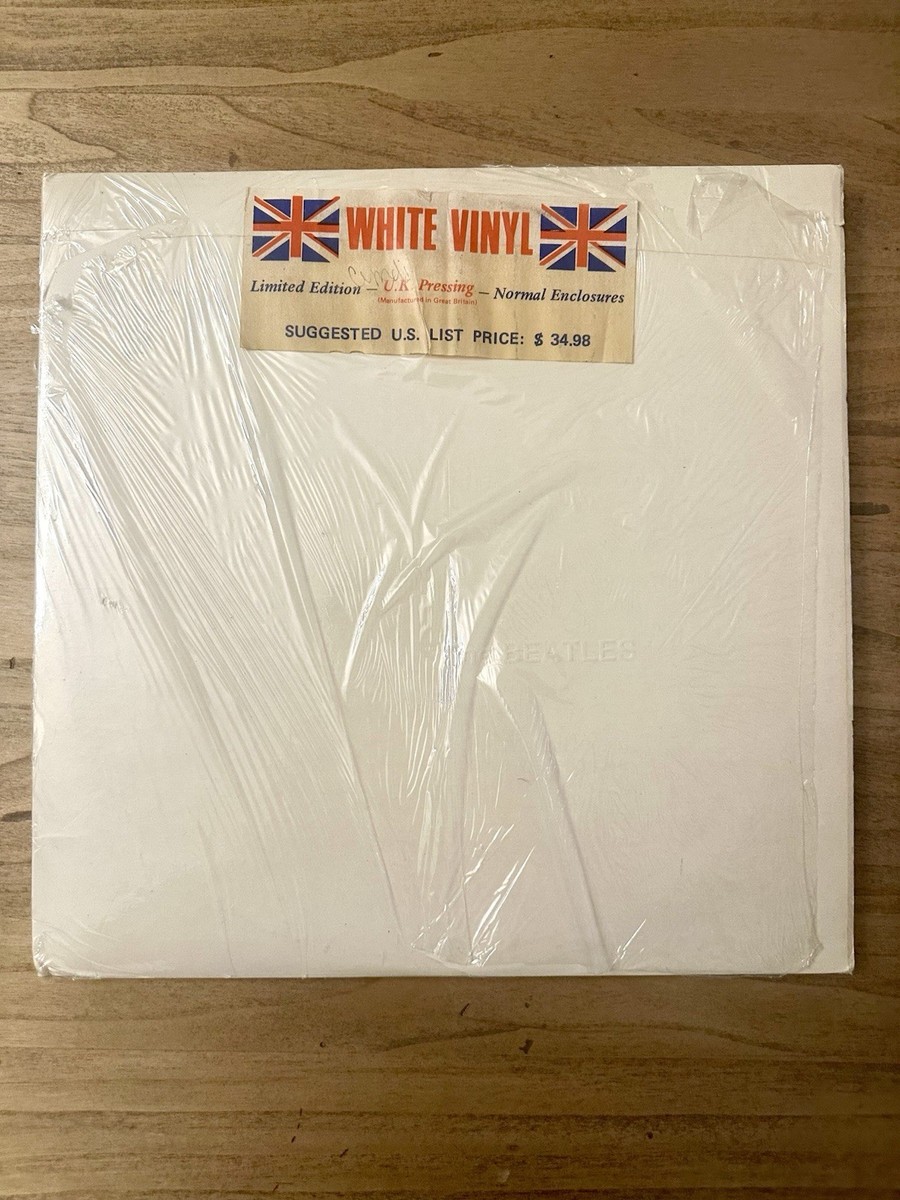 WHITE VINYL
Limited Edition — U.K. Pressing — Normal Enclosures
(Manufactured in Great Britain)
SUGGESTED U.S. LIST PRICE: $ 34.98
The BEATLES